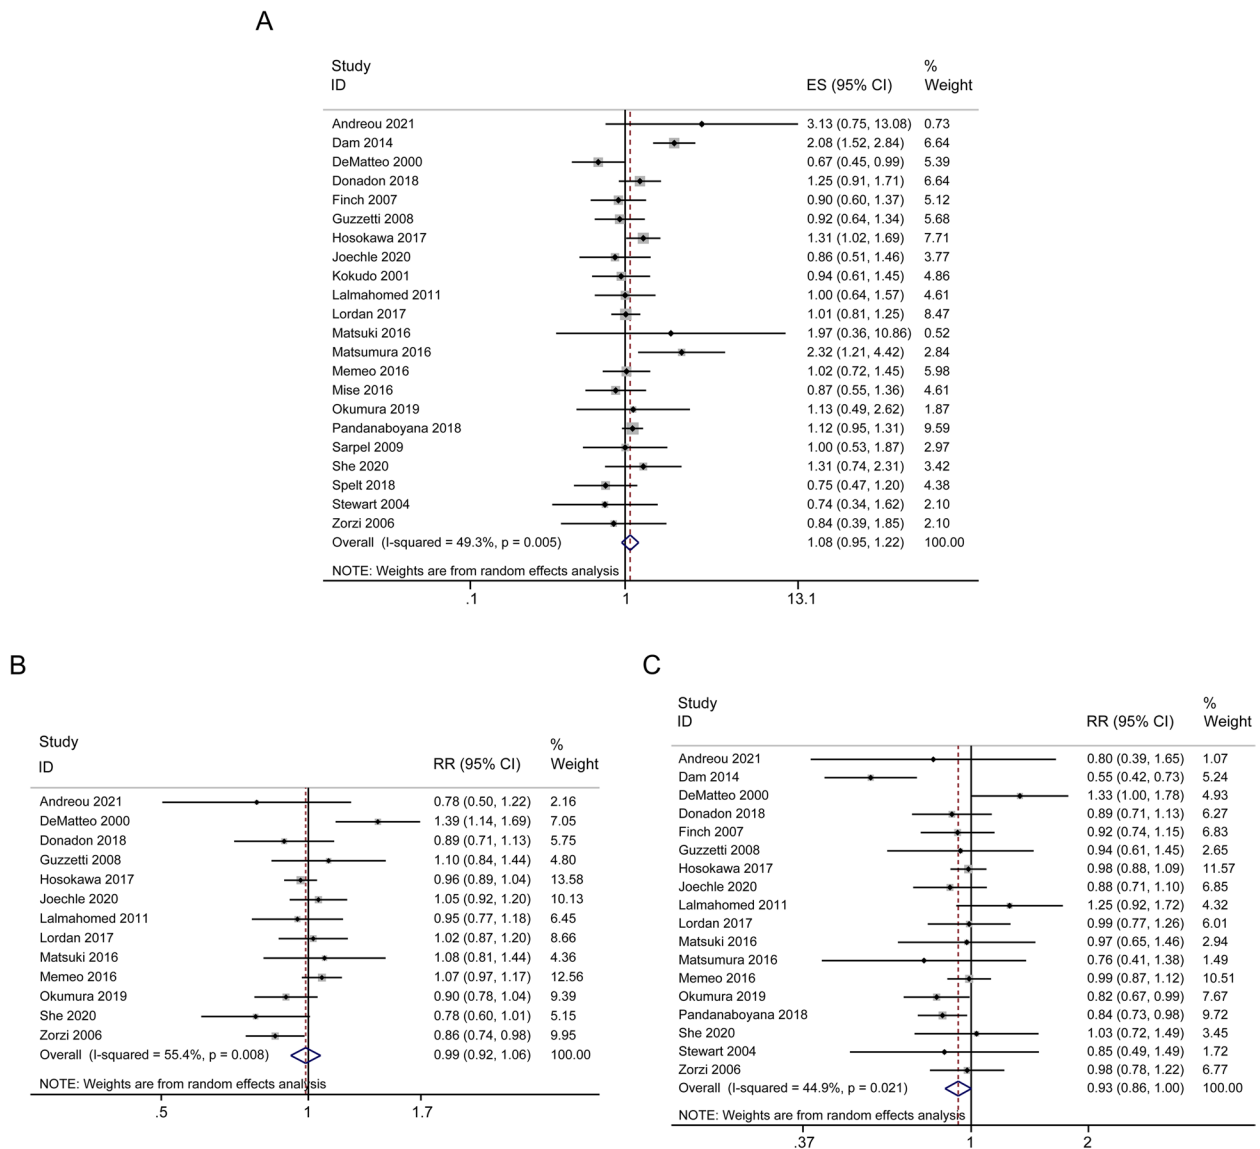 A
Study % 
ID ES (95% CI) Weight
Andreou 2021 3.13 (0.75, 13.08) 0.73
Dam 2014 2.08 (1.52, 2.84) 6.64
DeMatteo 2000 0.67 (0.45, 0.99) 5.39
Donadon 2018 1.25 (0.91, 1.71) 6.64
Finch 2007 0.90 (0.60, 1.37) 5.12
Guzzetti 2008 0.92 (0.64, 1.34) 5.68
Hosokawa 2017 1.31 (1.02, 1.69) 7.71
Joechle 2020 0.86 (0.51, 1.46) 3.77
Kokudo 2001 0.94 (0.61, 1.45) 4.86
Lalmahomed 2011 1.00 (0.64, 1.57) 4.61
Lordan 2017 1.01 (0.81, 1.25) 8.47
Matsuki 2016 1.97 (0.36, 10.86) 0.52
Matsumura 2016 2.32 (1.21, 4.42) 2.84
Memeo 2016 1.02 (0.72, 1.45) 5.98
Mise 2016 0.87 (0.55, 1.36) 4.61
Okumura 2019 1.13 (0.49, 2.62) 1.87
Pandanaboyana 2018 1.12 (0.95, 1.31) 9.59
Sarpel 2009 1.00 (0.53, 1.87) 2.97
She 2020 1.31 (0.74, 2.31) 3.42
Spelt 2018 0.75 (0.47, 1.20) 4.38
Stewart 2004 0.74 (0.34, 1.62) 2.10
Zorzi 2006 0.84 (0.39, 1.85) 2.10
Overall (I-squared = 49.3%, p = 0.005) 1.08 (0.95, 1.22) 100.00
NOTE: Weights are from random effects analysis
.1 1 13.1
B
Study %
ID RR (95% CI) Weight
Andreou 2021 0.78 (0.50, 1.22) 2.16
DeMatteo 2000 1.39 (1.14, 1.69) 7.05
Donadon 2018 0.89 (0.71, 1.13) 5.75
Guzzetti 2008 1.10 (0.84, 1.44) 4.80
Hosokawa 2017 0.96 (0.89, 1.04) 13.58
Joechle 2020 1.05 (0.92, 1.20) 10.13
Lalmahomed 2011 0.95 (0.77, 1.18) 6.45
Lordan 2017 1.02 (0.87, 1.20) 8.66
Matsuki 2016 1.08 (0.81, 1.44) 4.36
Memeo 2016 1.07 (0.97, 1.17) 12.56
Okumura 2019 0.90 (0.78, 1.04) 9.39
She 2020 0.78 (0.60, 1.01) 5.15
Zorzi 2006 0.86 (0.74, 0.98) 9.95
Overall (I-squared = 55.4%, p = 0.008) 0.99 (0.92, 1.06) 100.00
NOTE: Weights are from random effects analysis
.5 1 1.7
C
Study %
ID RR (95% CI) Weight
Andreou 2021 0.80 (0.39, 1.65) 1.07
Dam 2014 0.55 (0.42, 0.73) 5.24
DeMatteo 2000 1.33 (1.00, 1.78) 4.93
Donadon 2018 0.89 (0.71, 1.13) 6.27
Finch 2007 0.92 (0.74, 1.15) 6.83
Guzzetti 2008 0.94 (0.61, 1.45) 2.65
Hosokawa 2017 0.98 (0.88, 1.09) 11.57
Joechle 2020 0.88 (0.71, 1.10) 6.85
Lalmahomed 2011 1.25 (0.92, 1.72) 4.32
Lordan 2017 0.99 (0.77, 1.26) 6.01
Matsuki 2016 0.97 (0.65, 1.46) 2.94
Matsumura 2016 0.76 (0.41, 1.38) 1.49
Memeo 2016 0.99 (0.87, 1.12) 10.51
Okumura 2019 0.82 (0.67, 0.99) 7.67
Pandanaboyana 2018 0.84 (0.73, 0.98) 9.72
She 2020 1.03 (0.72, 1.49) 3.45
Stewart 2004 0.85 (0.49, 1.49) 1.72
Zorzi 2006 0.98 (0.78, 1.22) 6.77
Overall (I-squared = 44.9%, p = 0.021) 0.93 (0.86, 1.00) 100.00
NOTE: Weights are from random effects analysis
.37 1 2